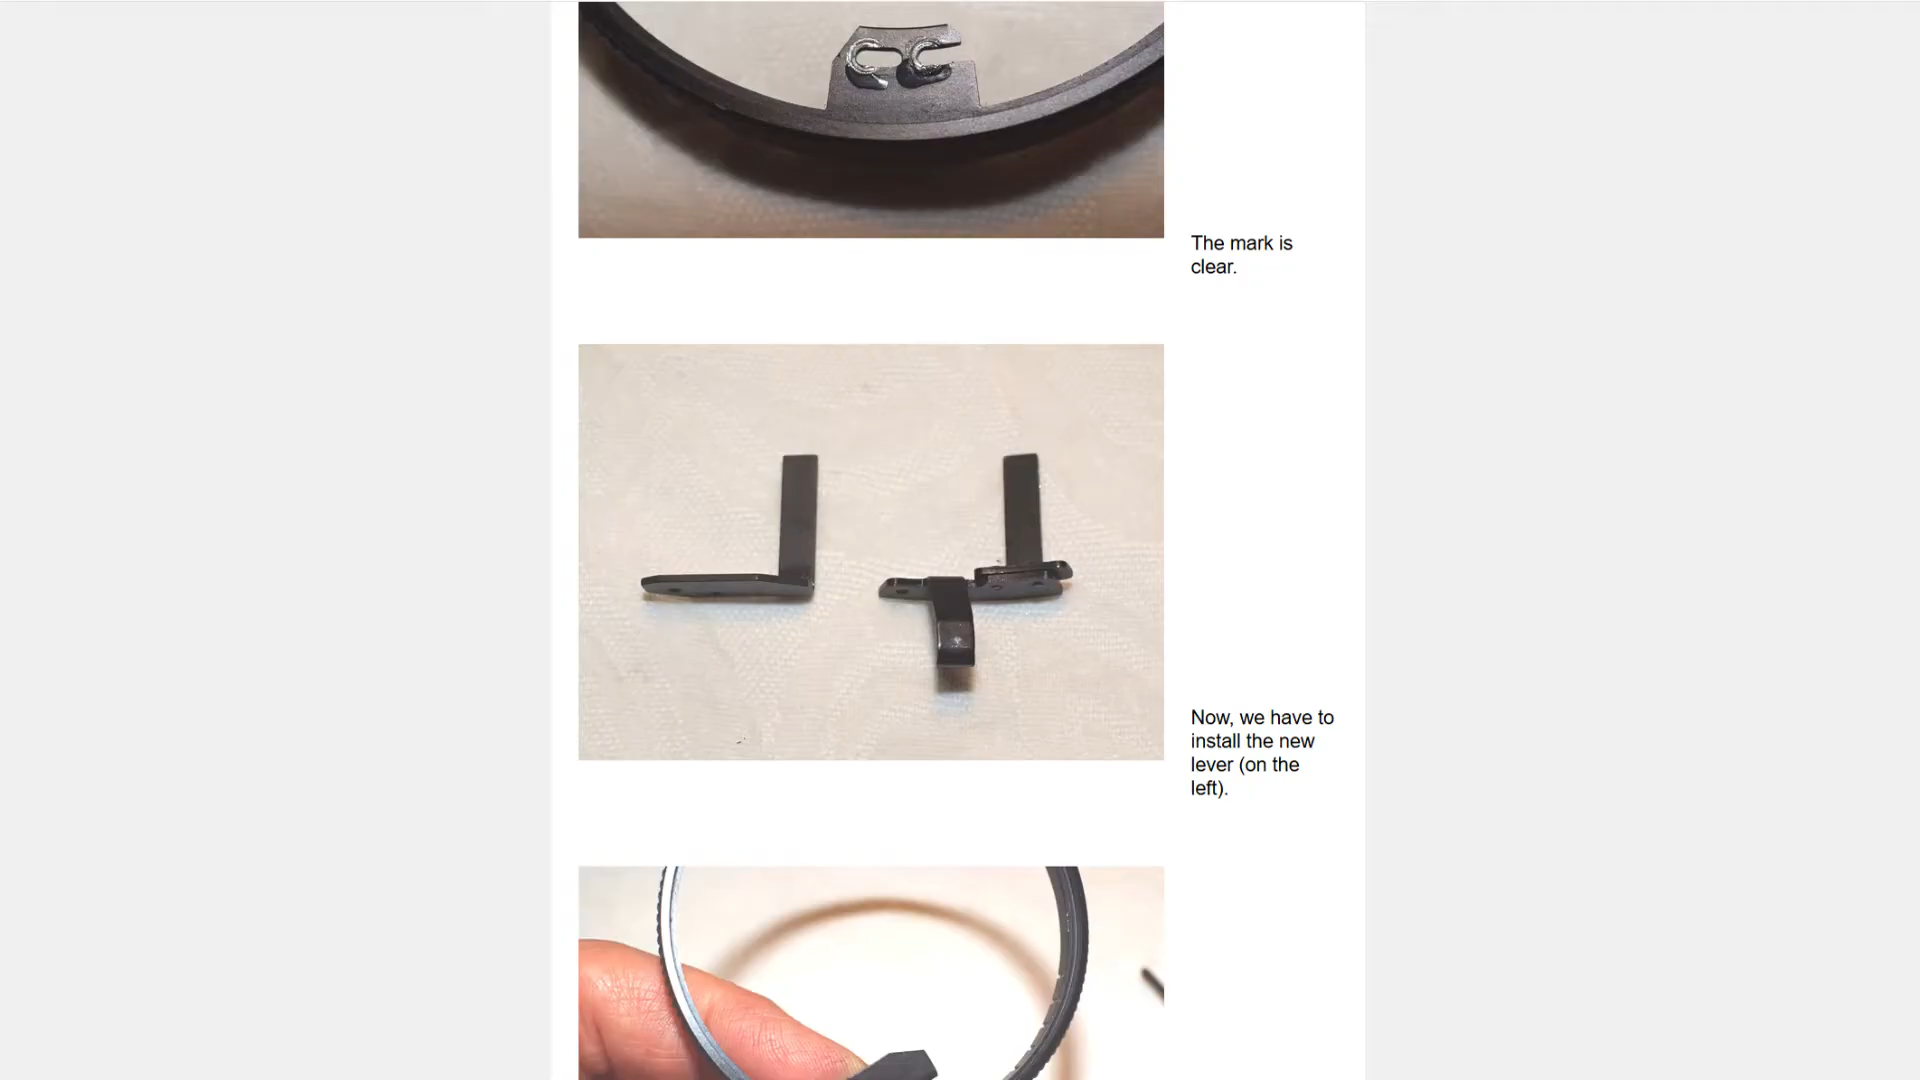 The mark is
clear.
Now, we have to
install the new
lever (on the
left).